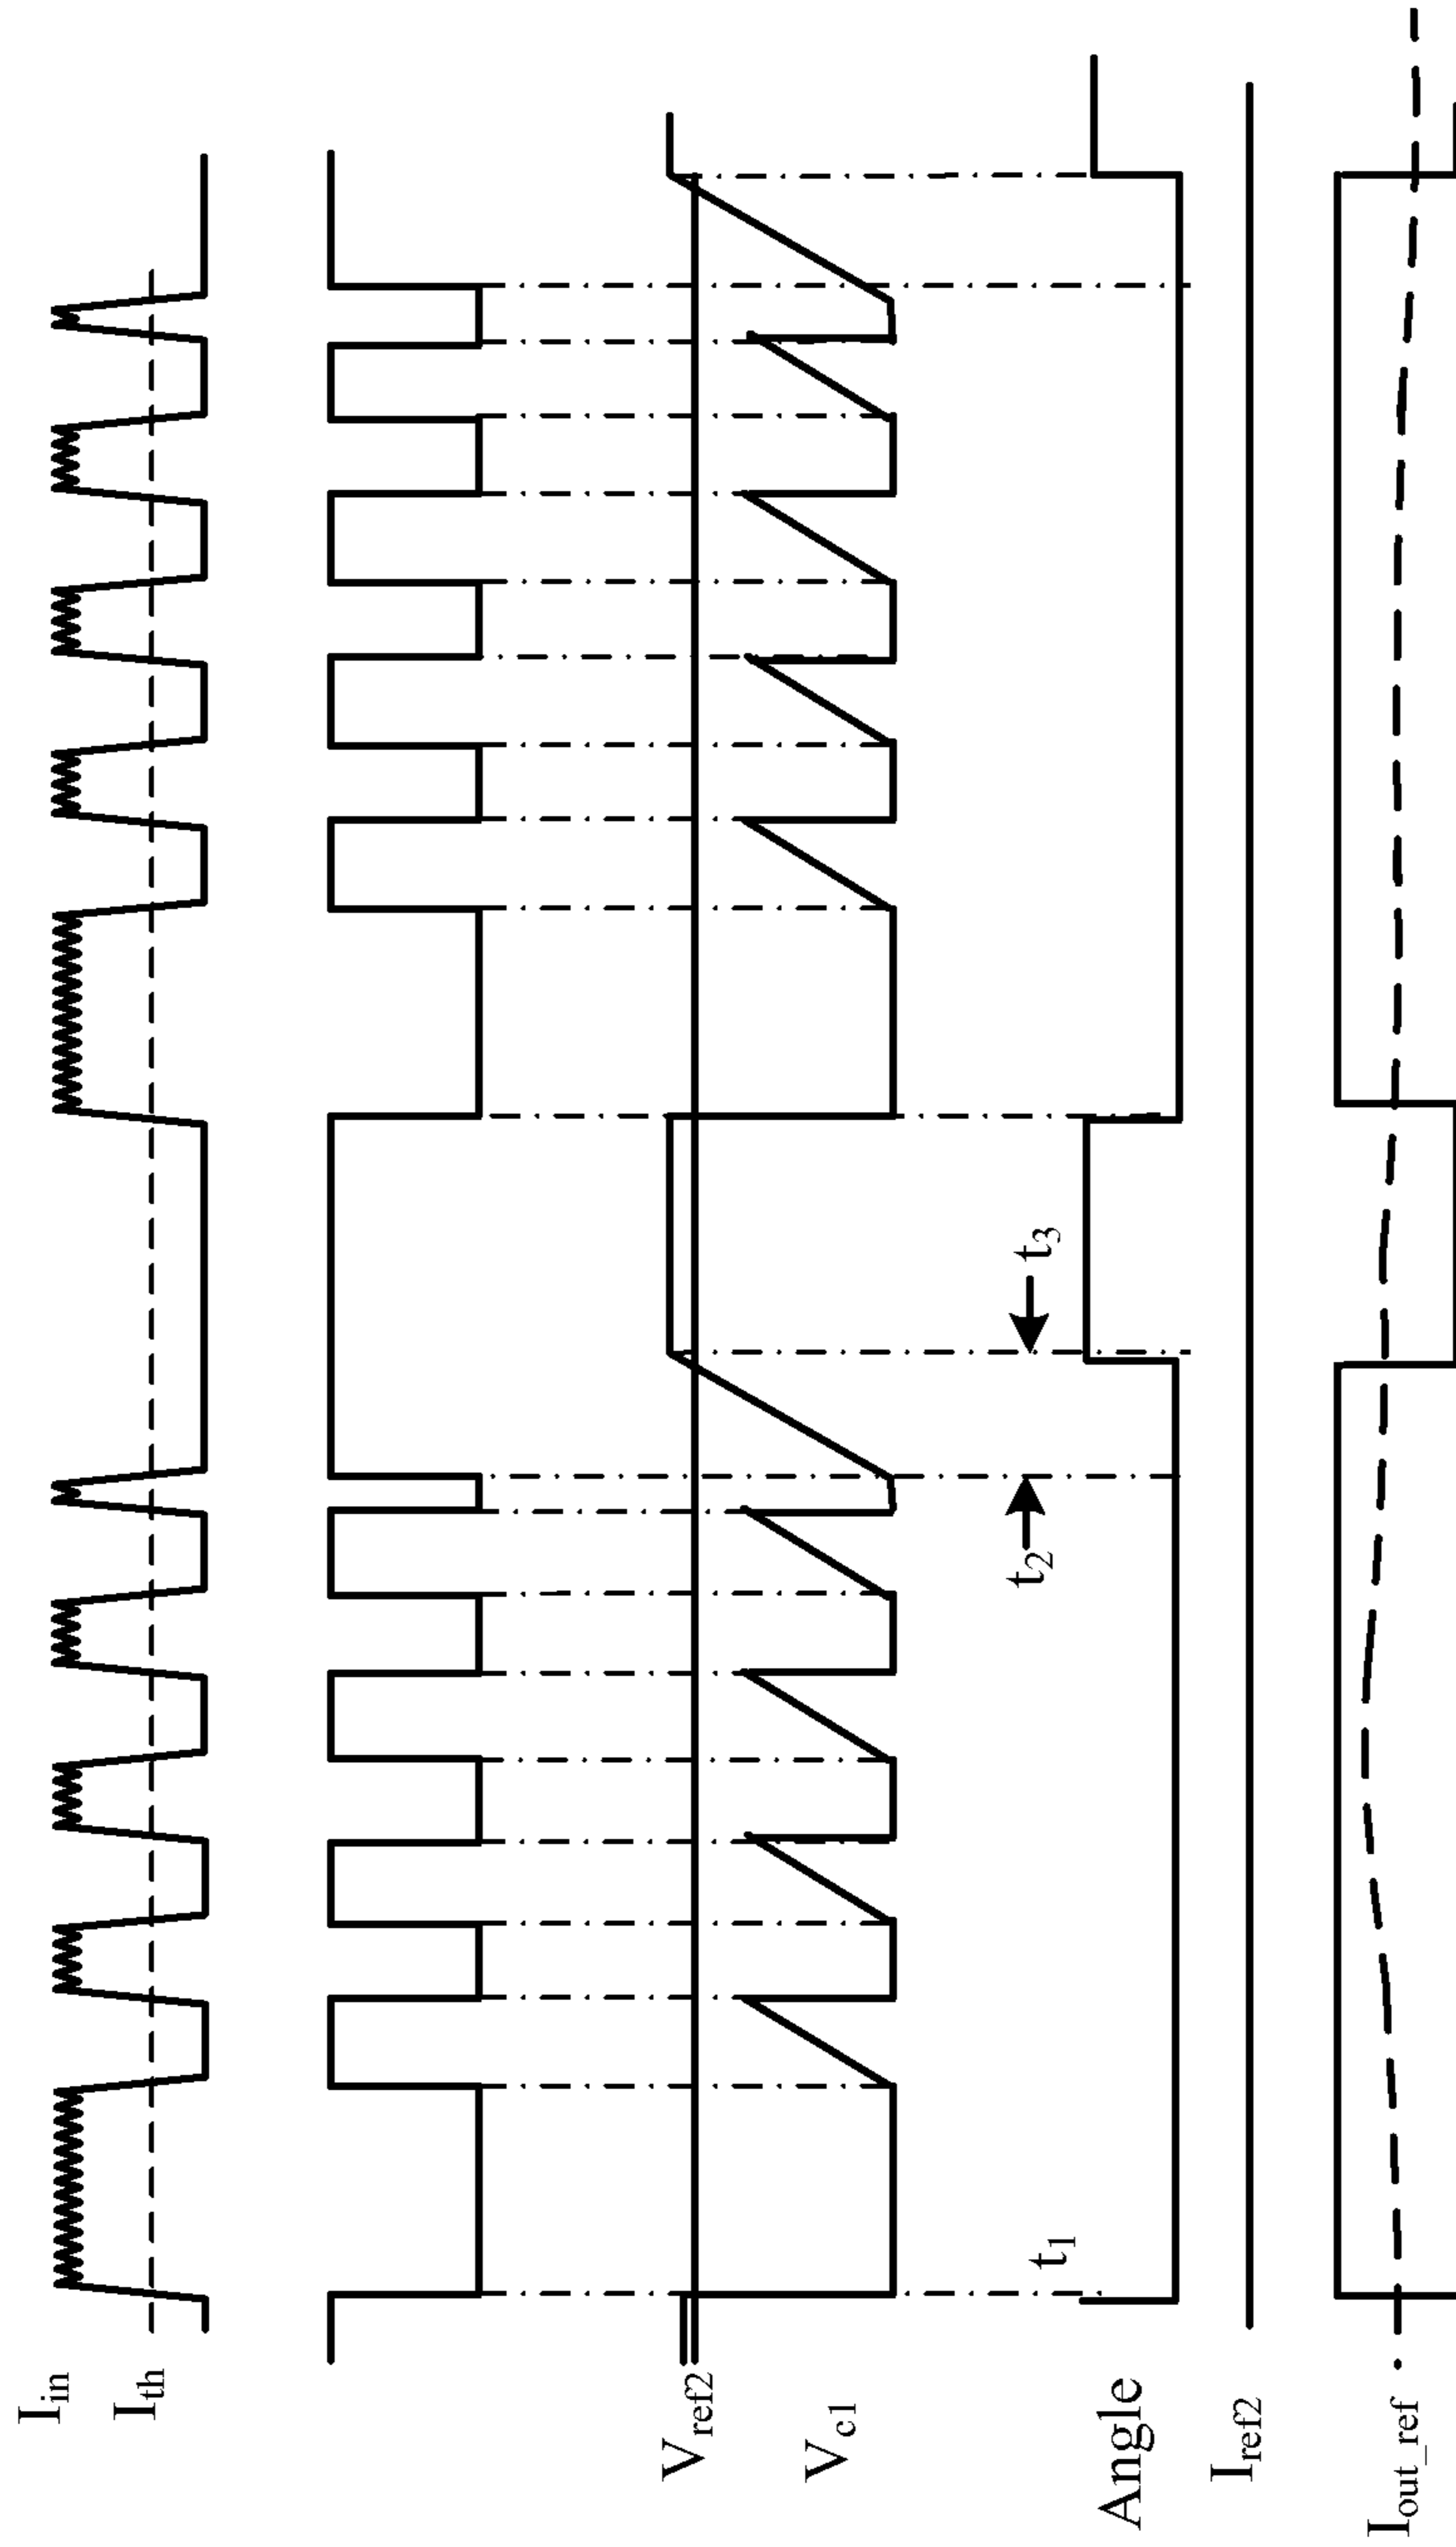 I_in
I_th
V_ref2
V_c1
t_1
t_2
t_3
Angle
I_ref2
I_out_ref